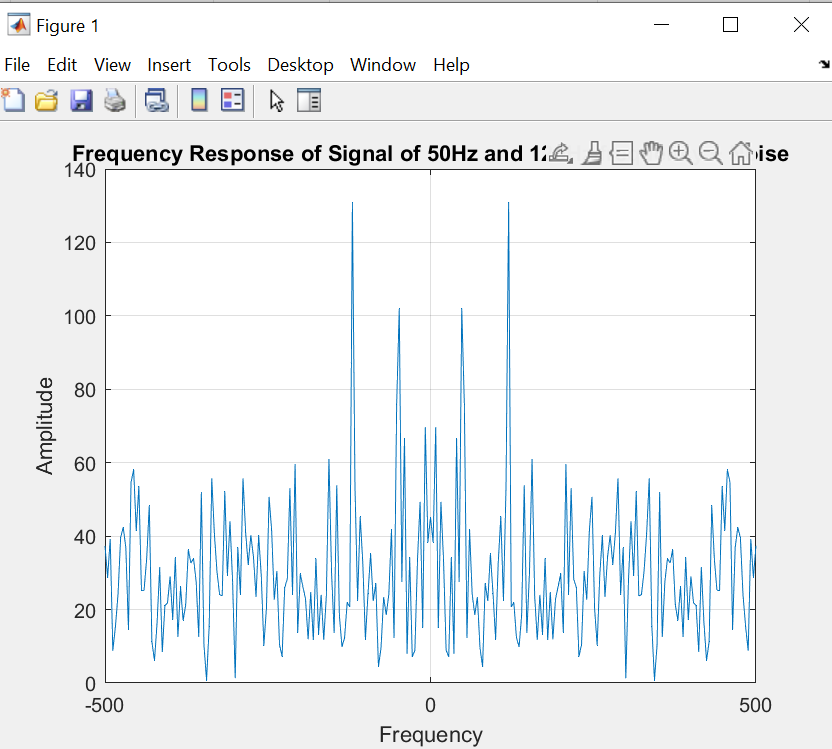 Figure 1
File Edit View Insert Tools Desktop Window Help
Frequency Response of Signal of 50Hz and
140
120
100
80
60
40
20
0
Amplitude
-500 0 500
Frequency